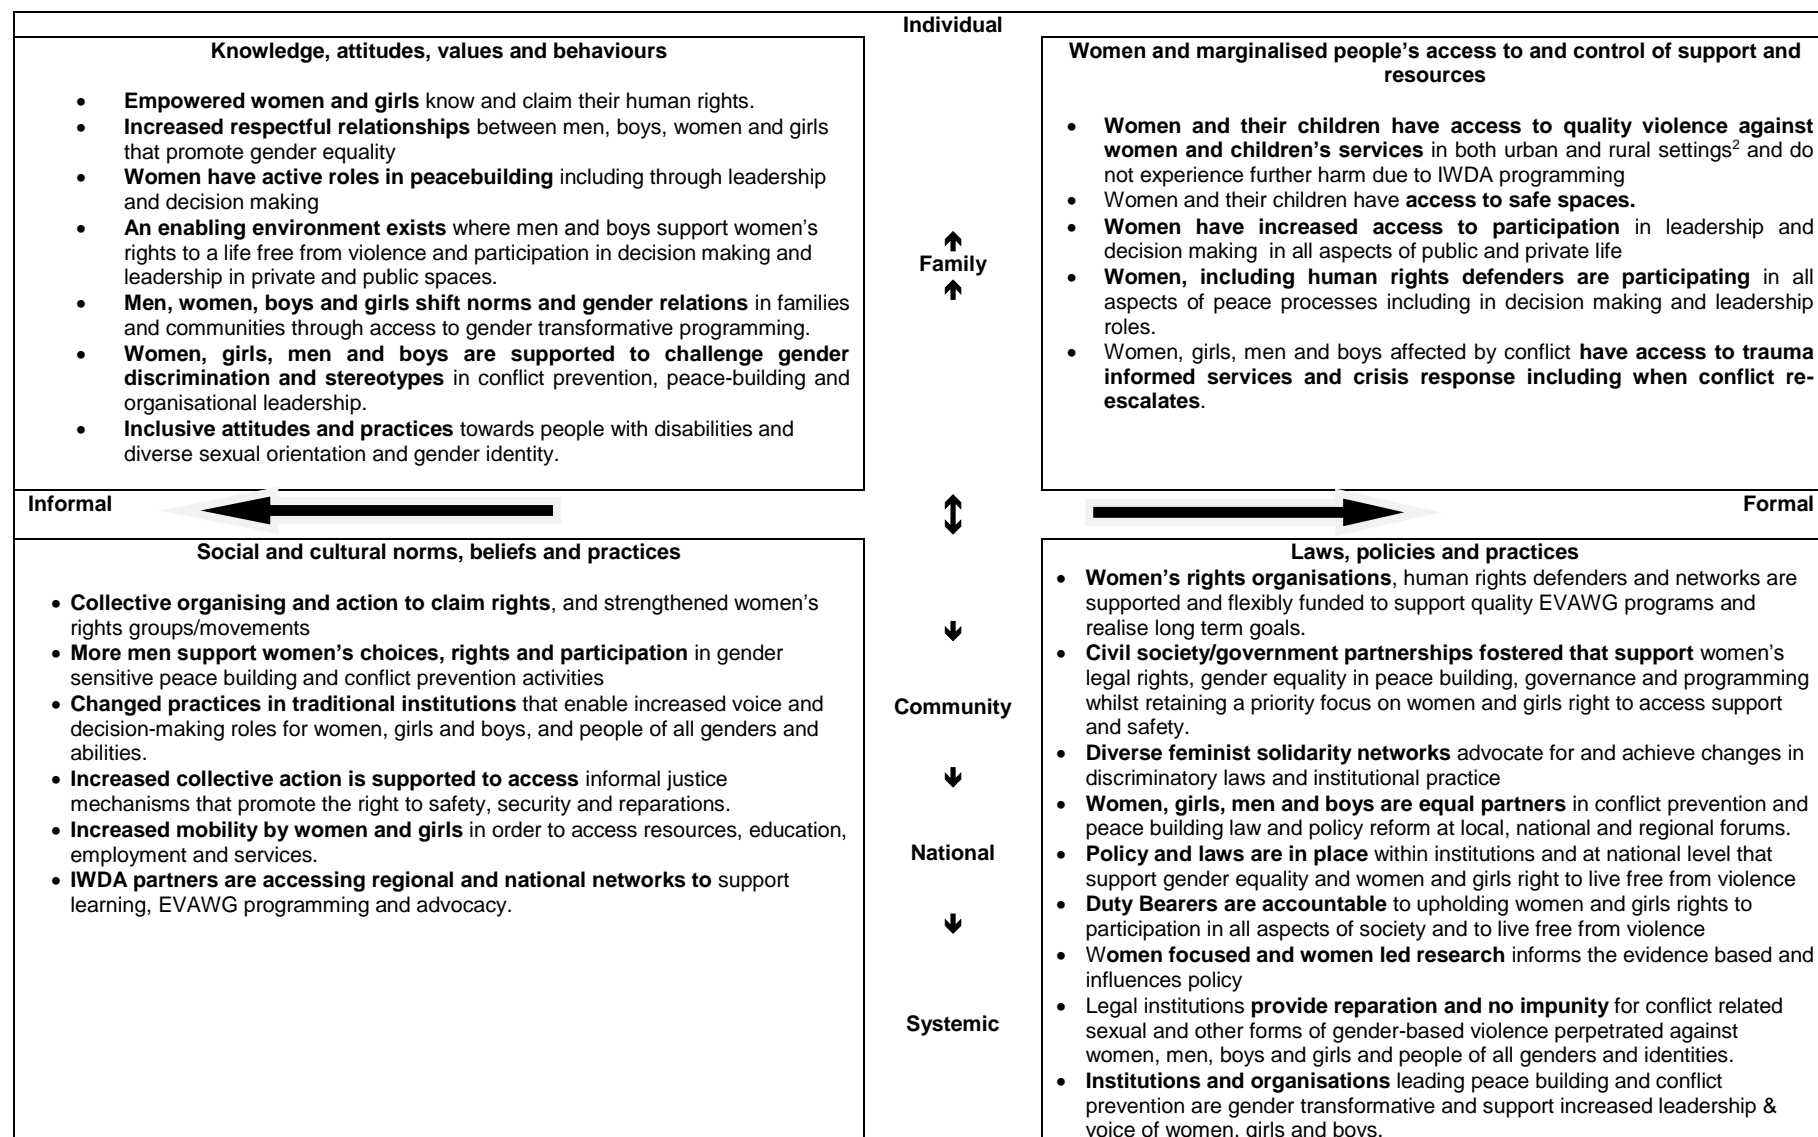 Individual
Knowledge, attitudes, values and behaviours
• Empowered women and girls know and claim their human rights.
• Increased respectful relationships between men, boys, women and girls
that promote gender equality
• Women have active roles in peacebuilding including through leadership
and decision making
• An enabling environment exists where men and boys support women’s
rights to a life free from violence and participation in decision making and
leadership in private and public spaces.
• Men, women, boys and girls shift norms and gender relations in families
and communities through access to gender transformative programming.
• Women, girls, men and boys are supported to challenge gender
discrimination and stereotypes in conflict prevention, peace-building and
organisational leadership.
• Inclusive attitudes and practices towards people with disabilities and
diverse sexual orientation and gender identity.
Family
Women and marginalised people’s access to and control of support and
resources
• Women and their children have access to quality violence against
women and children’s services in both urban and rural settings² and do
not experience further harm due to IWDA programming
• Women and their children have access to safe spaces.
• Women have increased access to participation in leadership and
decision making in all aspects of public and private life
• Women, including human rights defenders are participating in all
aspects of peace processes including in decision making and leadership
roles.
• Women, girls, men and boys affected by conflict have access to trauma
informed services and crisis response including when conflict re-
escalates.
Informal
Formal
Social and cultural norms, beliefs and practices
• Collective organising and action to claim rights, and strengthened women’s
rights groups/movements
• More men support women’s choices, rights and participation in gender
sensitive peace building and conflict prevention activities
• Changed practices in traditional institutions that enable increased voice and
decision-making roles for women, girls and boys, and people of all genders and
abilities.
• Increased collective action is supported to access informal justice
mechanisms that promote the right to safety, security and reparations.
• Increased mobility by women and girls in order to access resources, education,
employment and services.
• IWDA partners are accessing regional and national networks to support
learning, EVAWG programming and advocacy.
Community
National
Systemic
Laws, policies and practices
• Women’s rights organisations, human rights defenders and networks are
supported and flexibly funded to support quality EVAWG programs and
realise long term goals.
• Civil society/government partnerships fostered that support women’s
legal rights, gender equality in peace building, governance and programming
whilst retaining a priority focus on women and girls right to access support
and safety.
• Diverse feminist solidarity networks advocate for and achieve changes in
discriminatory laws and institutional practice
• Women, girls, men and boys are equal partners in conflict prevention and
peace building law and policy reform at local, national and regional forums.
• Policy and laws are in place within institutions and at national level that
support gender equality and women and girls right to live free from violence
• Duty Bearers are accountable to upholding women and girls rights to
participation in all aspects of society and to live free from violence
• Women focused and women led research informs the evidence based and
influences policy
• Legal institutions provide reparation and no impunity for conflict related
sexual and other forms of gender-based violence perpetrated against
women, men, boys and girls and people of all genders and identities.
• Institutions and organisations leading peace building and conflict
prevention are gender transformative and support increased leadership &
voice of women, girls and boys.